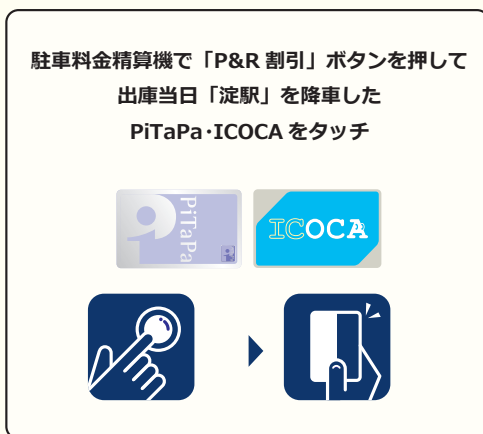 駐車料金精算機で「P&R 割引」ボタンを押して
出庫当日「淀駅」を降車した
PiTaPa・ICOCA をタッチ
PiTaPa
ICOCA